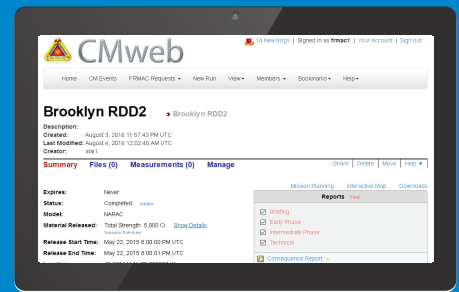 CMweb
14 New Msgs | Signed in as frmac1 | Your Account | Sign out
Home CM Events FRMAC Requests New Run View Members Bookmarks Help
Brooklyn RDD2 Brooklyn RDD2
Description:
Created: August 3, 2016 11:57:43 PM UTC
Last Modified: August 4, 2016 12:02:40 AM UTC
Creator:
Summary Files (0) Measurements (0) Manage Share | Delete | Move | Help
Mission Planning Interactive Map Downloads
Expires: Never
Reports
Status: Completed Details
Briefing
Model: NARAC
Early Phase
Material Released: Total Strength: 5,000 Ci Show Details
Intermediate Phase
Scenario Summary
Technical
Release Start Time: May 22, 2015 6:00:00 PM UTC
Release End Time: May 22, 2015 6:00:01 PM UTC
Consequence Report